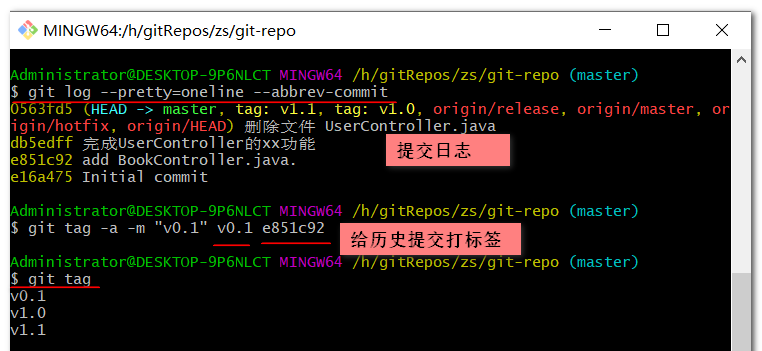 MINGW64:/h/gitRepos/zs/git-repo
Administrator@DESKTOP-9P6NLCT MINGW64 /h/gitRepos/zs/git-repo (master)
$ git log --pretty=oneline --abbrev-commit
0563fd5 (HEAD -> master, tag: v1.1, tag: v1.0, origin/release, origin/master, or
igin/hotfix, origin/HEAD) 删除文件 UserController.java
db5edff 完成UserController的xx功能
提交日志
e851c92 add BookController.java.
e16a475 Initial commit
Administrator@DESKTOP-9P6NLCT MINGW64 /h/gitRepos/zs/git-repo (master)
$ git tag -a -m "v0.1" v0.1 e851c92
给历史提交打标签
Administrator@DESKTOP-9P6NLCT MINGW64 /h/gitRepos/zs/git-repo (master)
$ git tag
v0.1
v1.0
v1.1